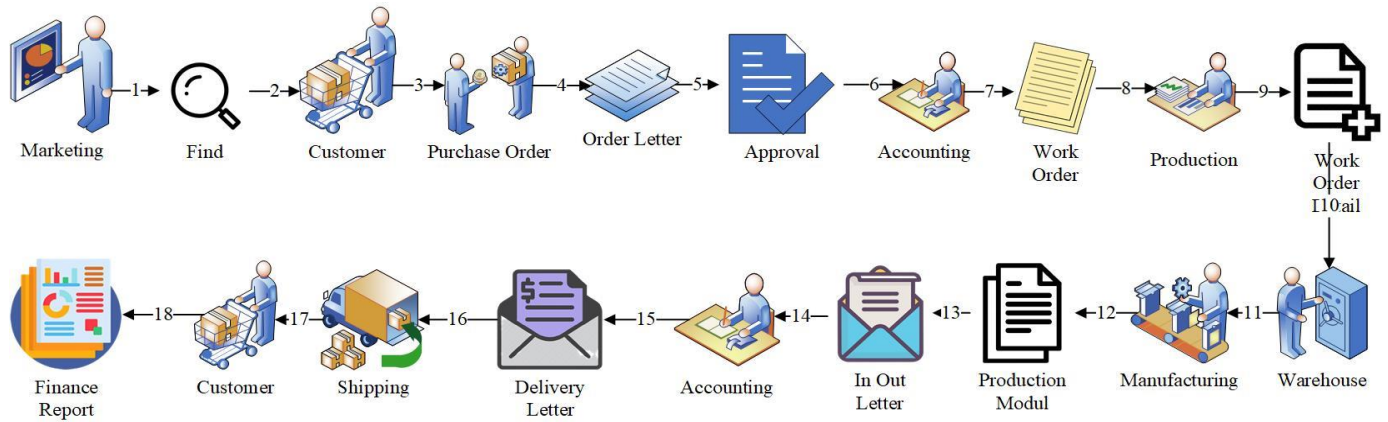 1
2
3
4
5
6
7
8
9
Marketing
Find
Customer
Purchase Order
Order Letter
Approval
Accounting
Work
Order
Production
Work
Order
10
18
17
16
15
14
13
12
11
Finance
Report
Customer
Shipping
Delivery
Letter
Accounting
In Out
Letter
Production
Modul
Manufacturing
Warehouse